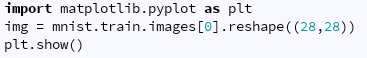 import matplotlib.pyplot as plt
img = mnist.train.images[0].reshape((28,28))
plt.show()